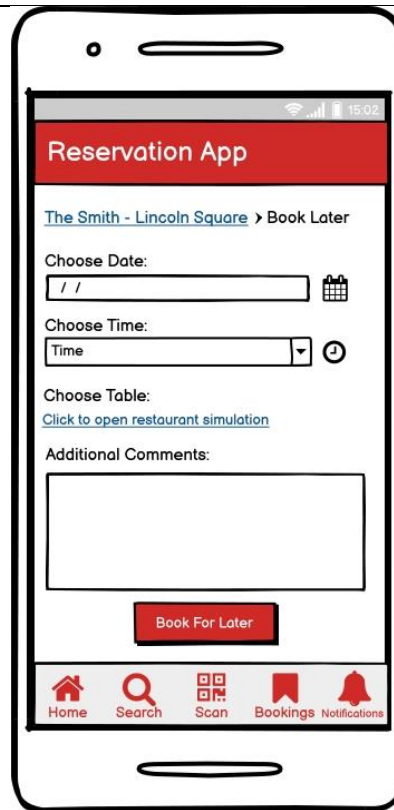 15:02
Reservation App
The Smith - Lincoln Square > Book Later
Choose Date:
/ /
Choose Time:
Time
Choose Table:
Click to open restaurant simulation
Additional Comments:
Book For Later
Home Search Scan Bookings Notifications